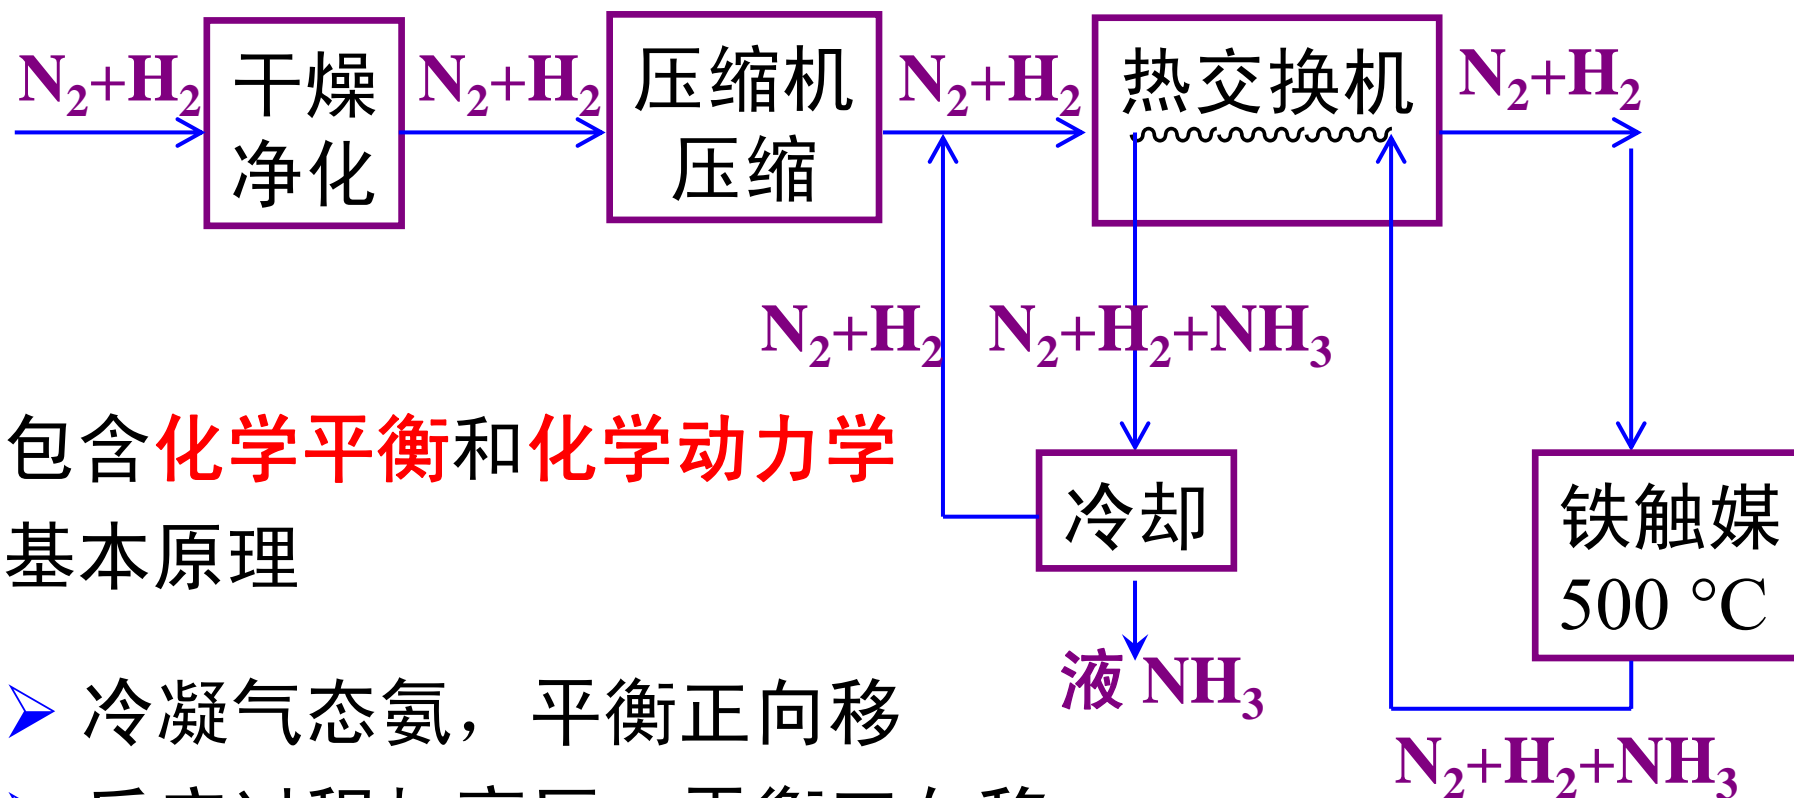 N₂+H₂
干燥
净化
N₂+H₂
压缩机
压缩
N₂+H₂
热交换机
N₂+H₂
N₂+H₂
N₂+H₂+NH₃
包含化学平衡和化学动力学
基本原理
冷却
铁触媒
500 °C
液 NH₃
冷凝气态氨，平衡正向移
N₂+H₂+NH₃